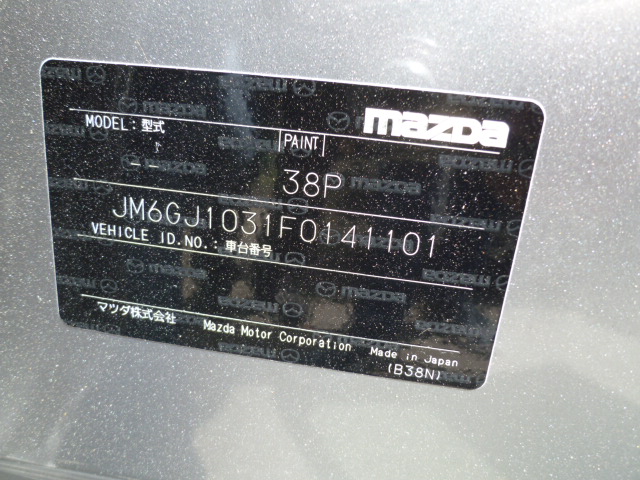 mazda
MODEL: 型式
PAINT
38P
JM6GJ1031F0141101
VEHICLE ID.NO.: 車台番号
マツダ株式会社 Mazda Motor Corporation Made in Japan
(B38N)